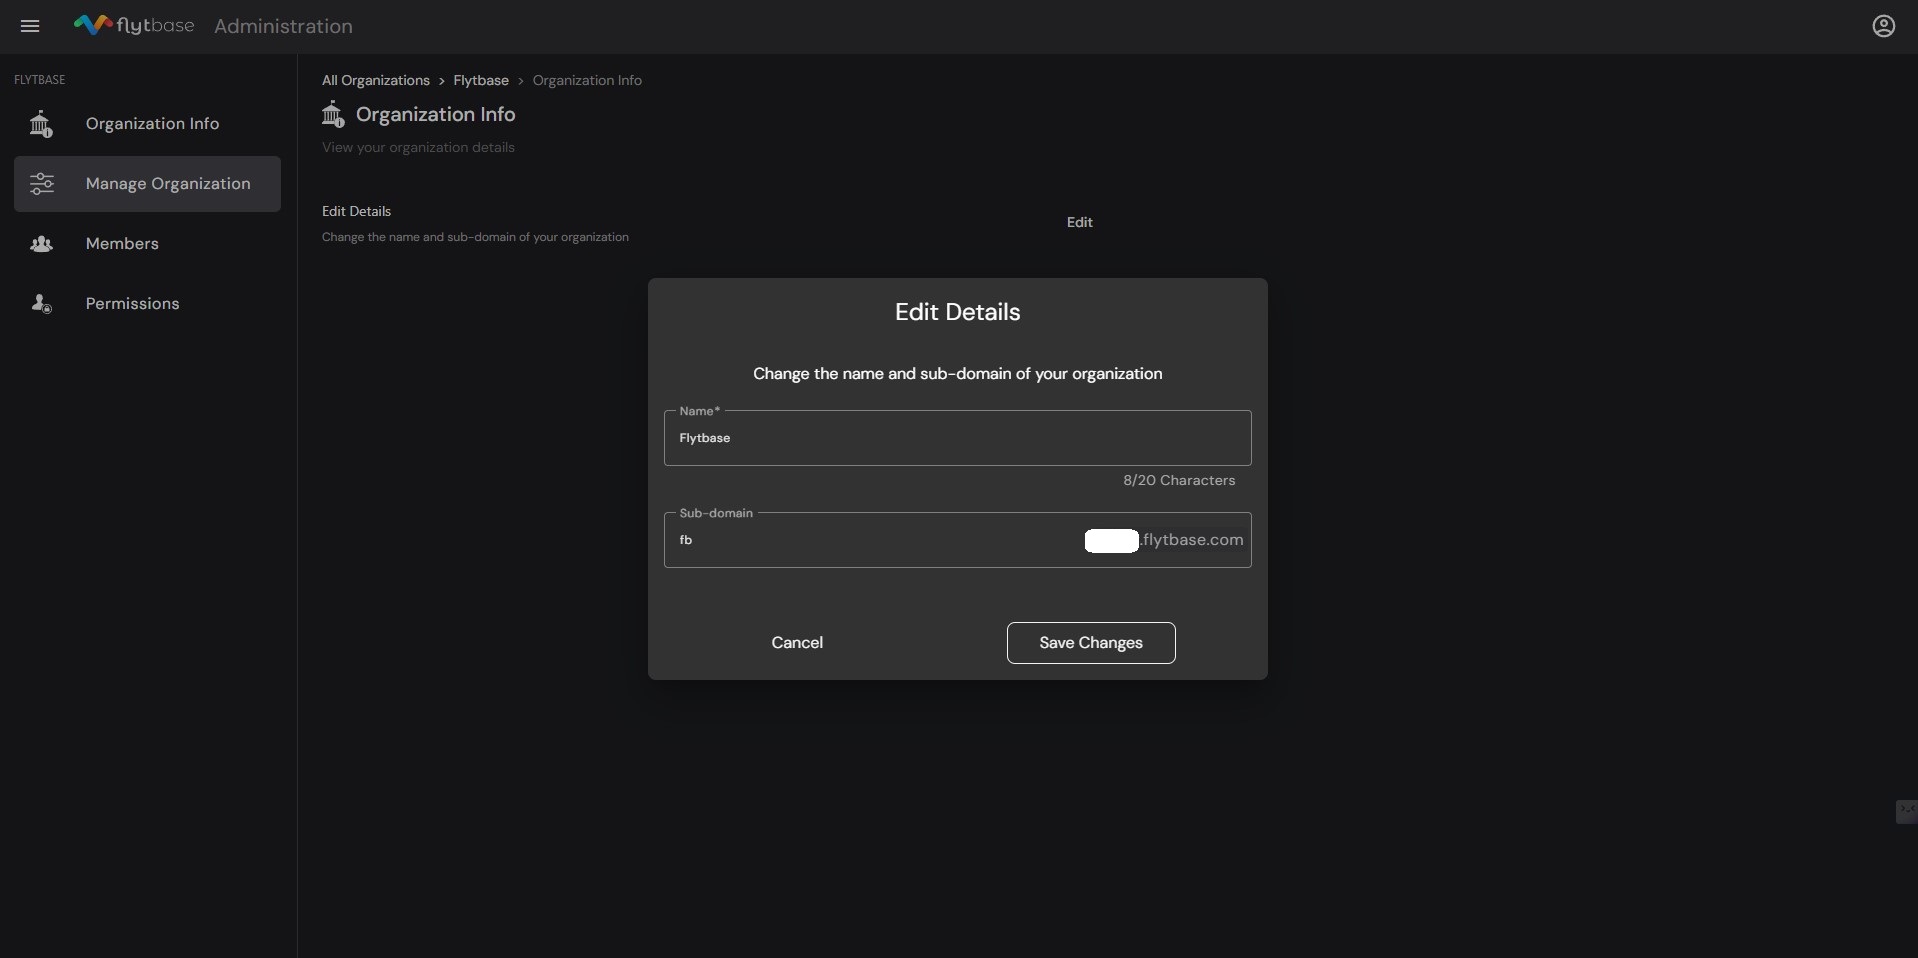 flytbase Administration
FLYTBASE
Organization Info
Manage Organization
Members
Permissions
All Organizations > Flytbase > Organization Info
Organization Info
View your organization details
Edit Details
Change the name and sub-domain of your organization
Edit
Edit Details
Change the name and sub-domain of your organization
Name*
Flytbase
8/20 Characters
Sub-domain
fb .flytbase.com
Cancel Save Changes